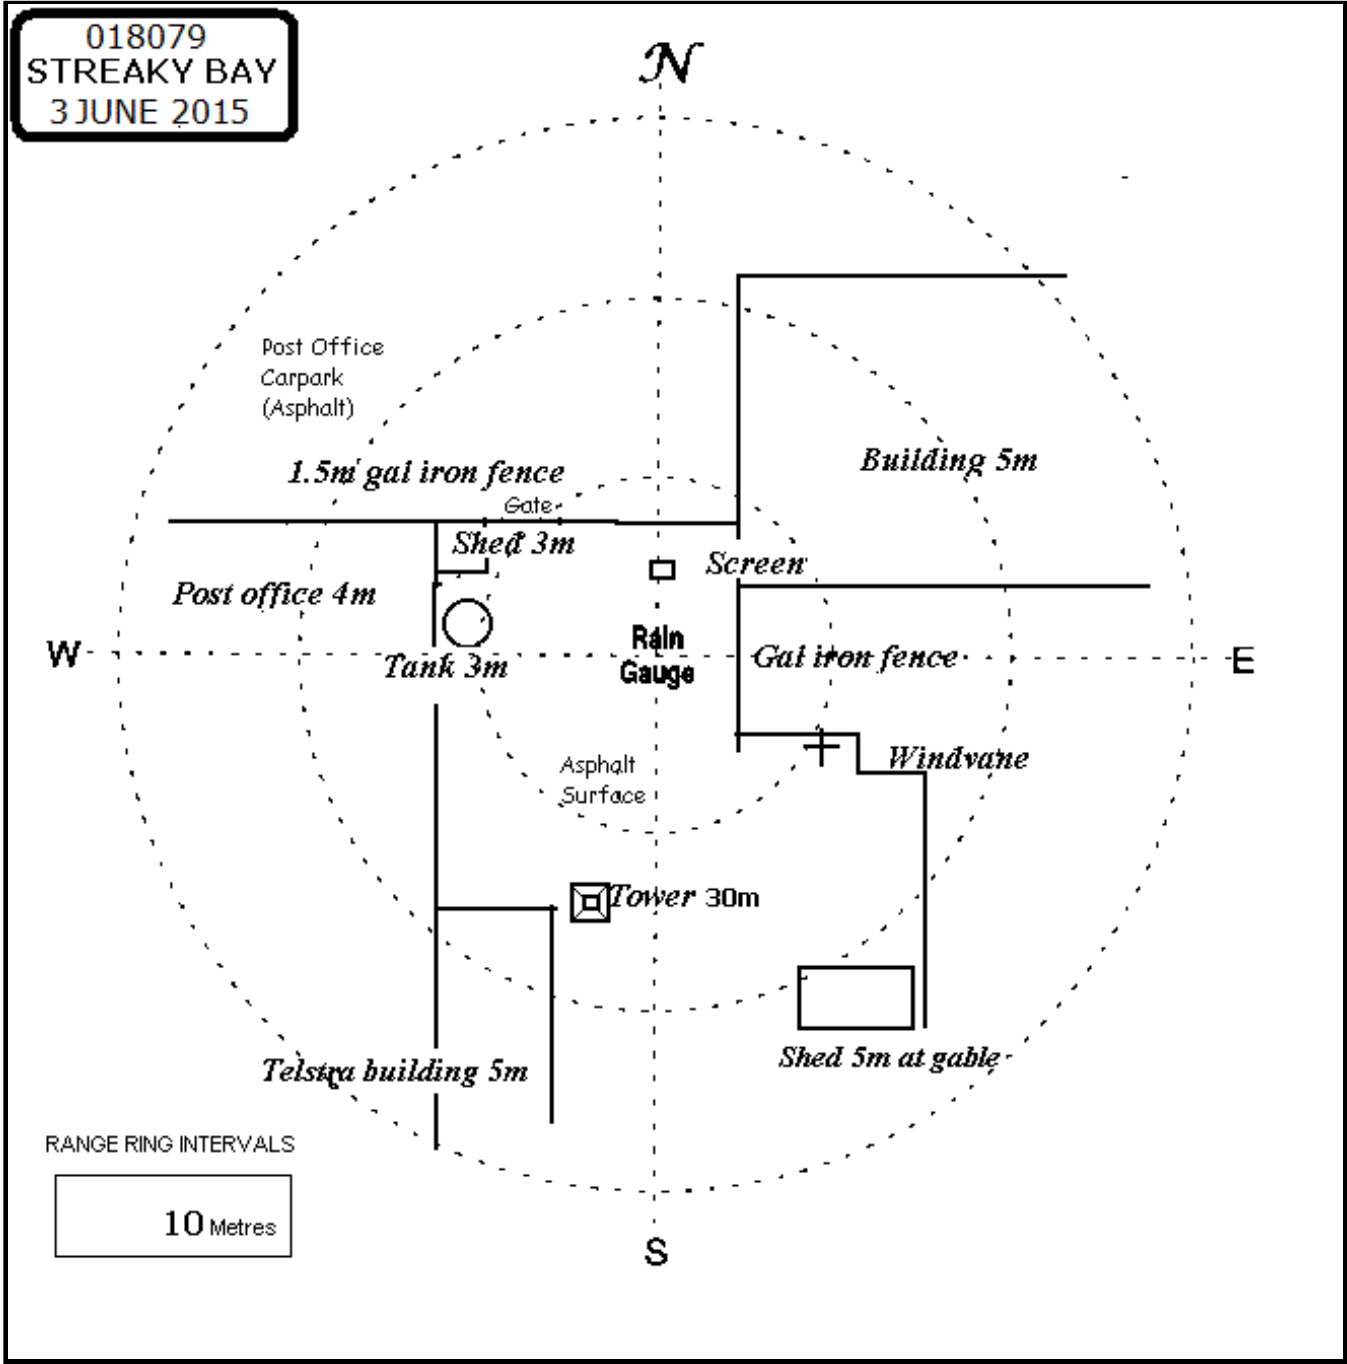 018079
STREAKY BAY
3 JUNE 2015
N
Post Office
Carpark
(Asphalt)
1.5m gal iron fence
Building 5m
Gate
Shed 3m
Screen
Post office 4m
Rain
Gauge
W
Tank 3m
Gal iron fence
E
Asphalt
Surface
Windvane
Tower 30m
Shed 5m at gable
Telstra building 5m
RANGE RING INTERVALS
10 Metres
S